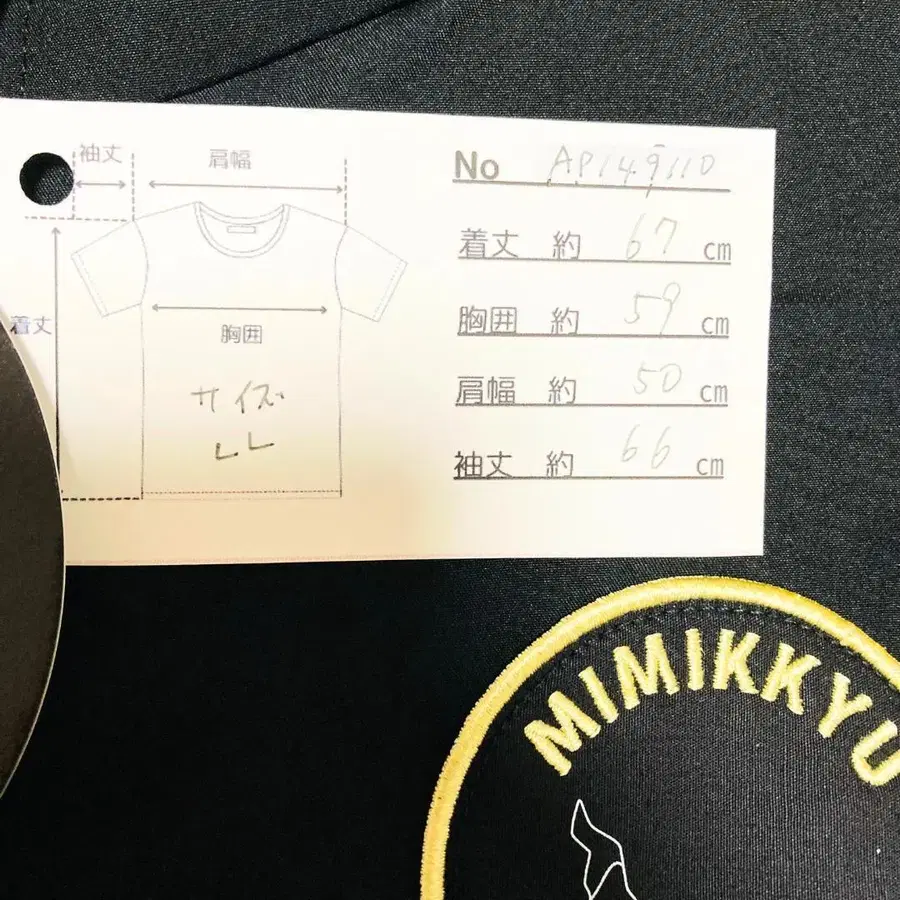 袖丈
肩幅
着丈
胸囲
サイズ
LL
No AP149110
着丈 約 67 cm
胸囲 約 59 cm
肩幅 約 50 cm
袖丈 約 66 cm
MIMIKKYU